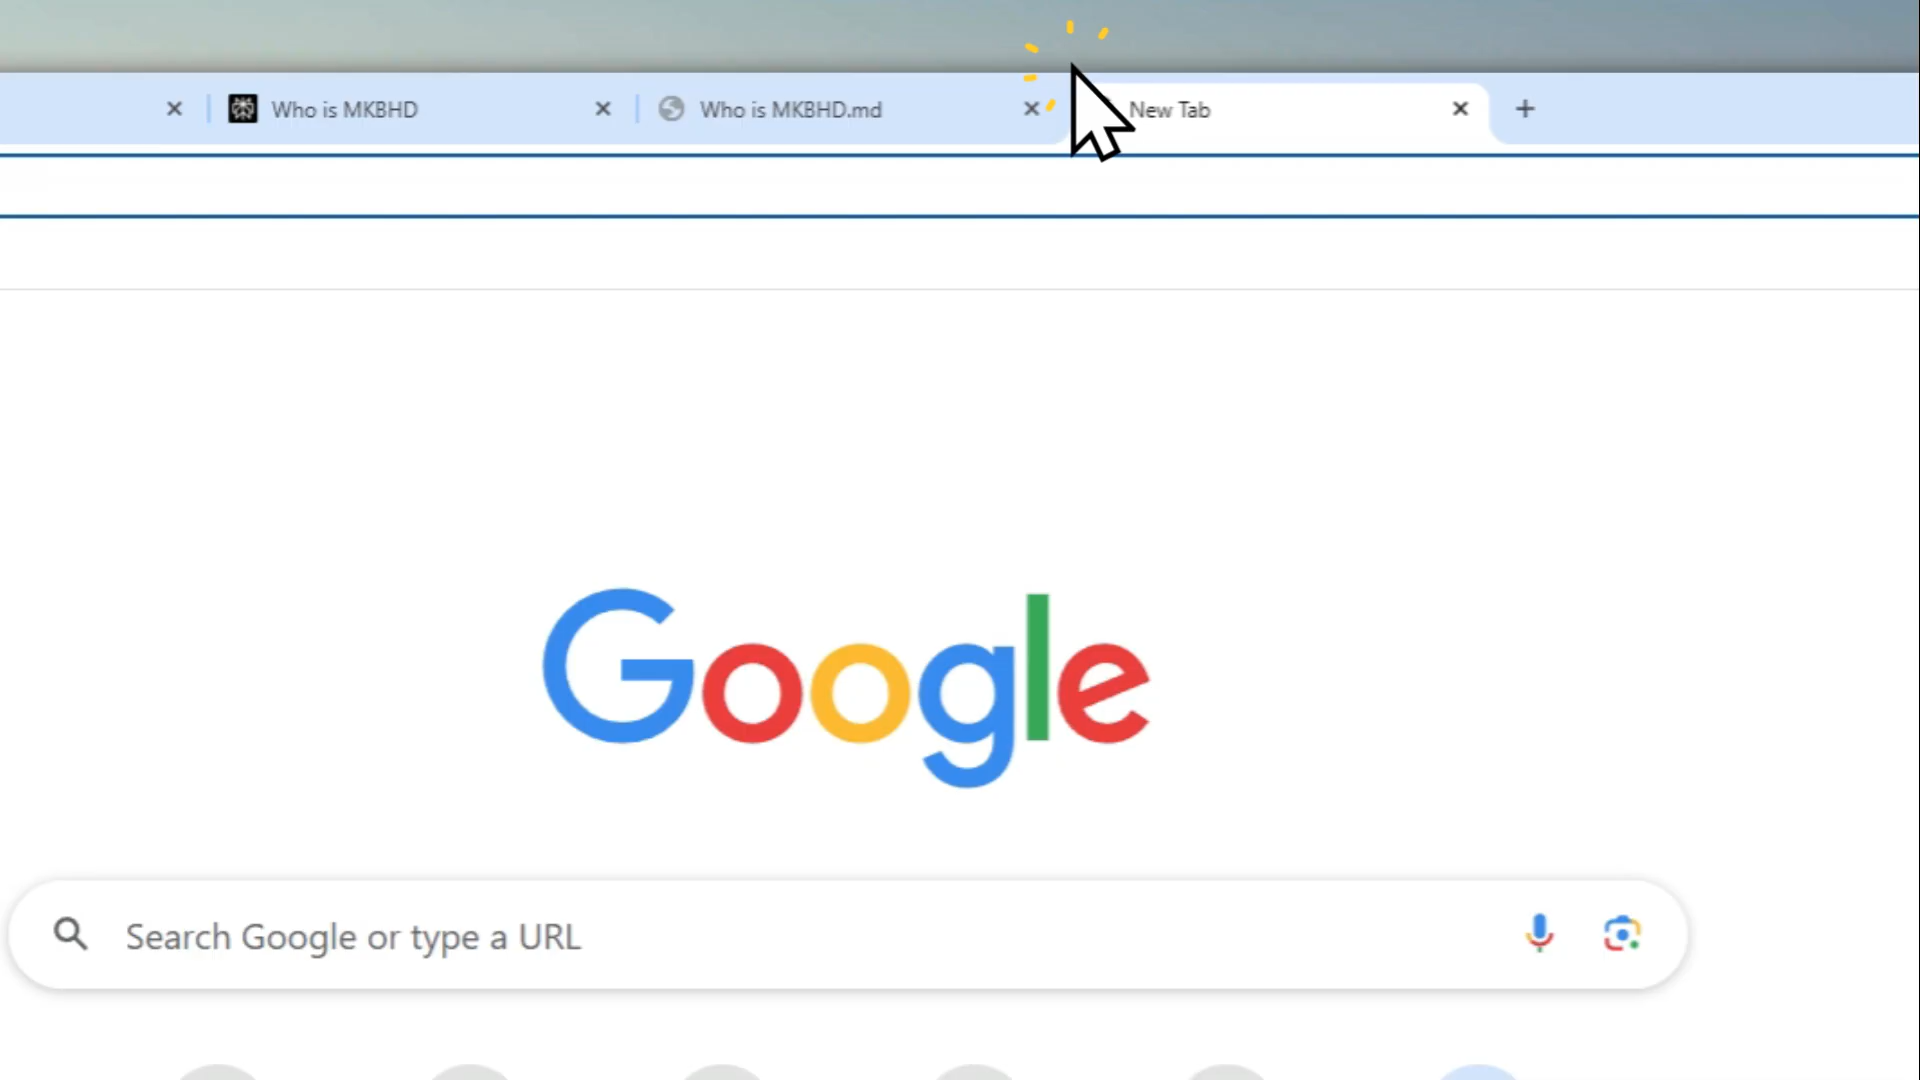 Who is MKBHD
Who is MKBHD.md
New Tab
Google
Search Google or type a URL